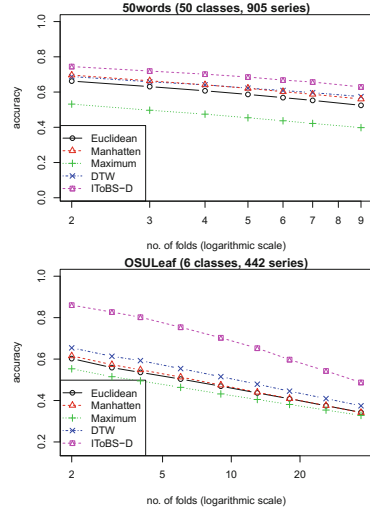 50words (50 classes, 905 series)
1.0
0.8
0.6
0.4
0.2
0.0
accuracy
Euclidean
Manhatten
Maximum
DTW
IToBS−D
2 3 4 5 6 7 8 9
no. of folds (logarithmic scale)
OSULeaf (6 classes, 442 series)
1.0
0.8
0.6
0.4
0.2
accuracy
Euclidean
Manhatten
Maximum
DTW
IToBS−D
2 5 10 20
no. of folds (logarithmic scale)